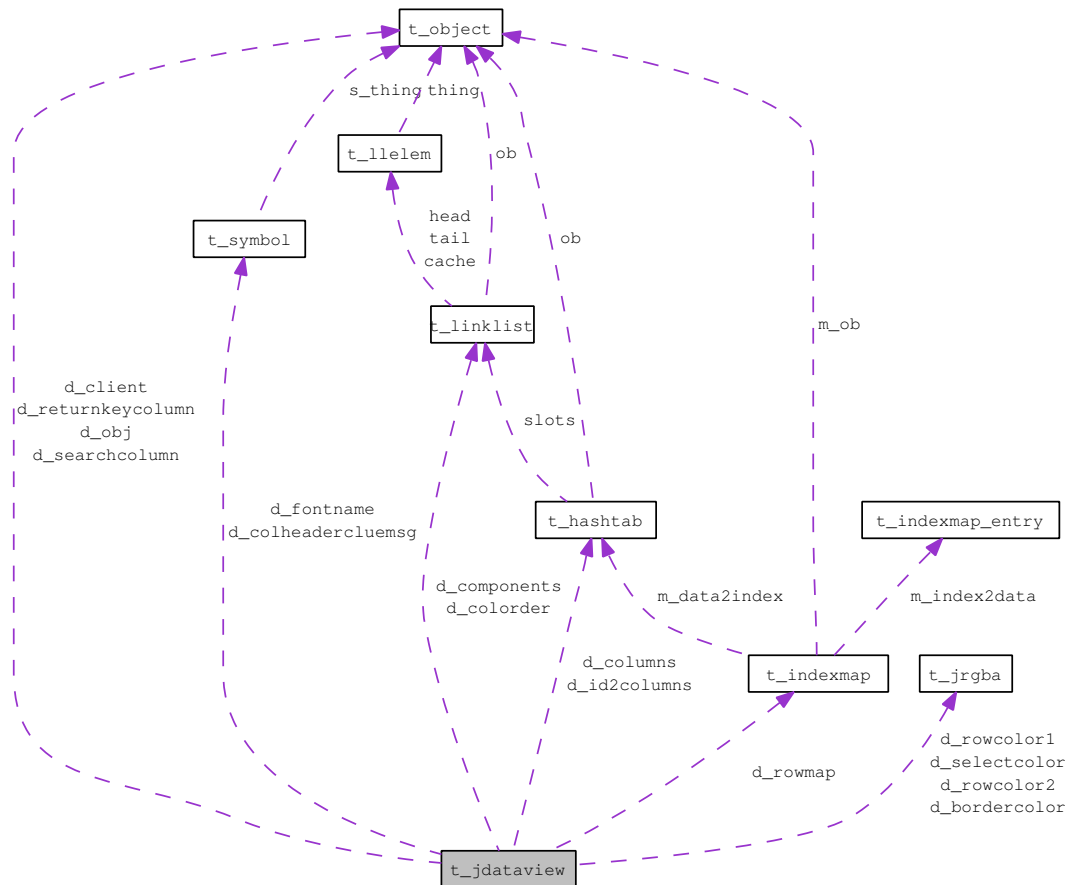 t_object
s_thing
thing
t_llelem
ob
head
tail
cache
t_symbol
ob
t_linklist
m_ob
d_client
d_returnkeycolumn
d_obj
d_searchcolumn
slots
d_fontname
d_colheadercluemsg
t_hashtab
t_indexmap_entry
d_components
d_colorder
m_data2index
m_index2data
d_columns
d_id2columns
t_indexmap
t_jrgba
d_rowcolor1
d_selectcolor
d_rowcolor2
d_bordercolor
d_rowmap
t_jdataview